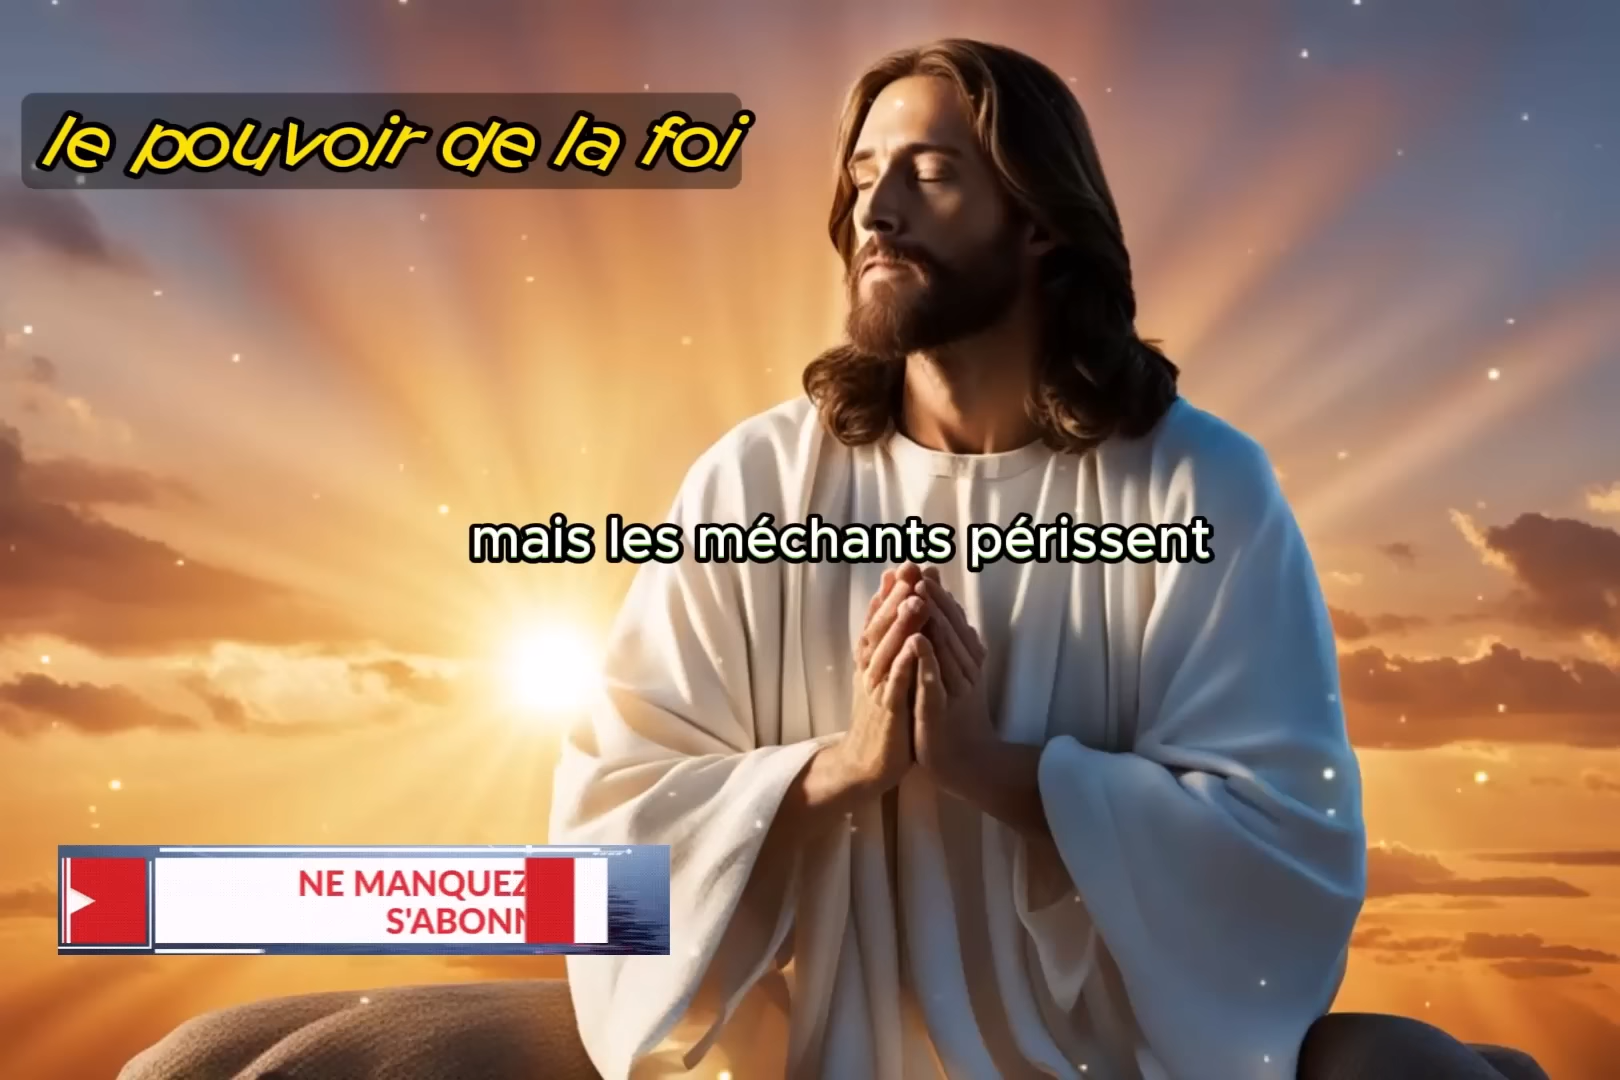 le pouvoir de la foi
mais les méchants périssent
NE MANQUEZ
S'ABONN